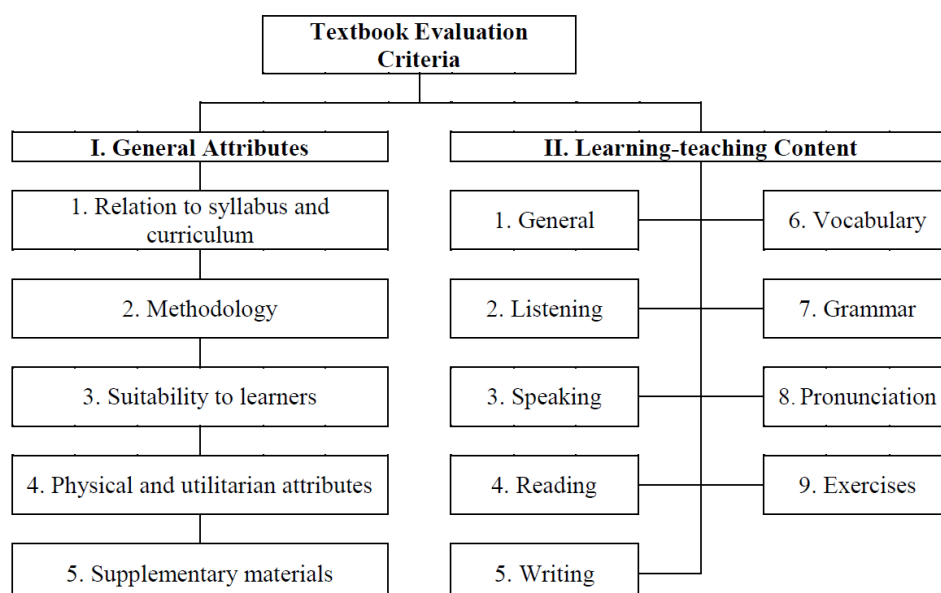 Textbook Evaluation
Criteria
I. General Attributes
1. Relation to syllabus and
curriculum
2. Methodology
3. Suitability to learners
4. Physical and utilitarian attributes
5. Supplementary materials
II. Learning-teaching Content
1. General
2. Listening
3. Speaking
4. Reading
5. Writing
6. Vocabulary
7. Grammar
8. Pronunciation
9. Exercises